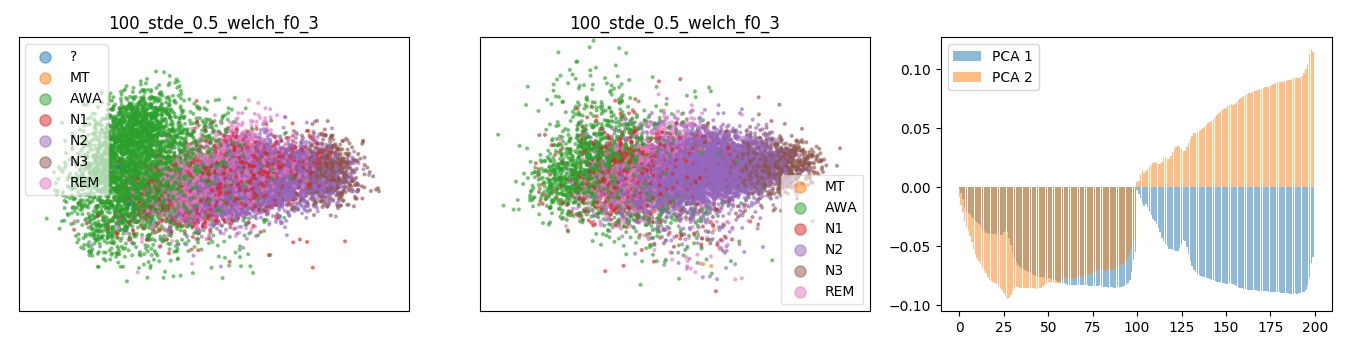 100_stde_0.5_welch_f0_3
?
MT
AWA
N1
N2
N3
REM
100_stde_0.5_welch_f0_3
MT
AWA
N1
N2
N3
REM
PCA 1
PCA 2
0.10
0.05
0.00
−0.05
−0.10
0 25 50 75 100 125 150 175 200